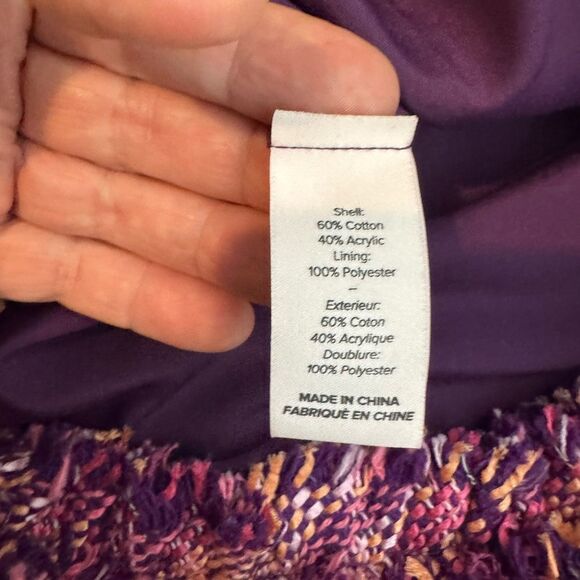 Shell:
60% Cotton
40% Acrylic
Lining:
100% Polyester
–
Exterieur:
60% Coton
40% Acrylique
Doublure:
100% Polyester
MADE IN CHINA
FABRIQUÉ EN CHINE